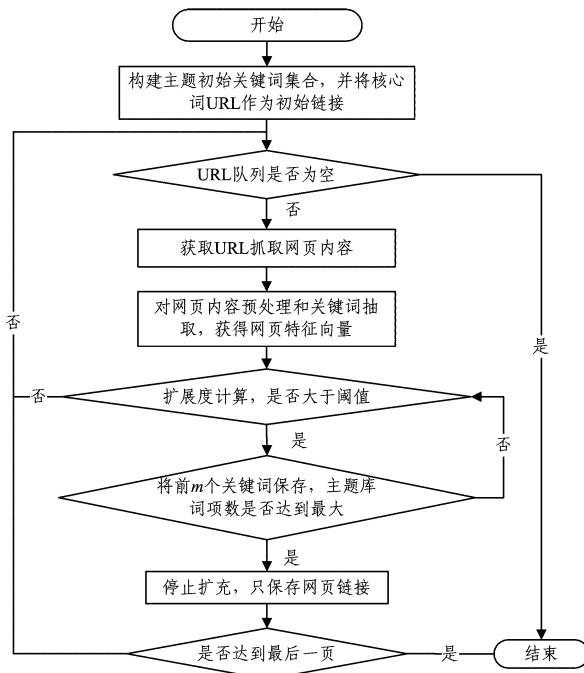 开始
构建主题初始关键词集合，并将核心
词URL作为初始链接
URL队列是否为空
否
获取URL抓取网页内容
对网页内容预处理和关键词抽
取，获得网页特征向量
否
是
扩展度计算，是否大于阈值
否
是
否
将前m个关键词保存，主题库
词项数是否达到最大
是
停止扩充，只保存网页链接
是否达到最后一页
是
结束